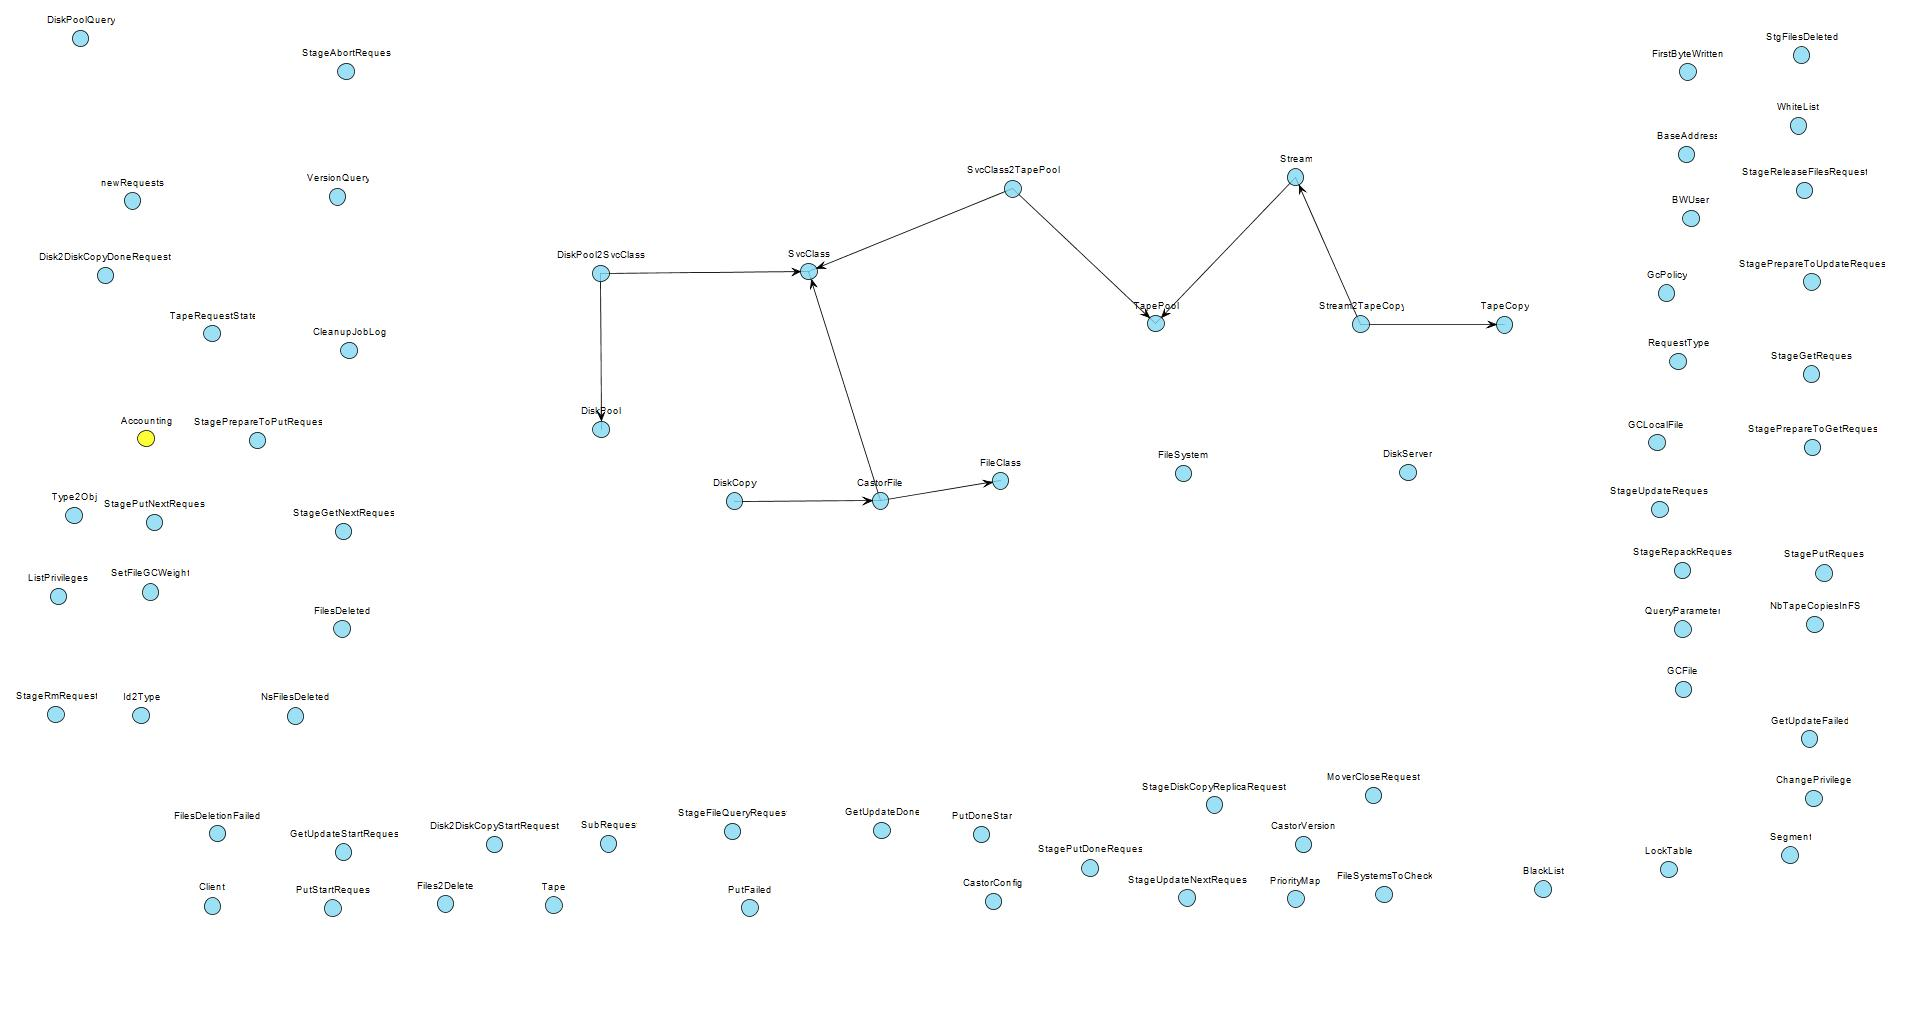 DiskPoolQuery
StgFilesDeleted
StageAbortReques
FirstByteWritten
WhiteList
BaseAddress
Stream
SvcClass2TapePool
StageReleaseFilesRequest
VersionQuery
newRequests
BWUser
SvcClass
DiskPool2SvcClass
Disk2DiskCopyDoneRequest
StagePrepareToUpdateReques
GcPolicy
TapePool
Stream2TapeCopy
TapeCopy
TapeRequestState
CleanupJobLog
RequestType
StageGetReques
DiskPool
Accounting
StagePrepareToPutReques
GCLocalFile
StagePrepareToGetReques
FileSystem
DiskServer
FileClass
DiskCopy
CastorFile
StageUpdateReques
Type2Obj
StagePutNextReques
StageGetNextReques
StageRepackReques
StagePutReques
ListPrivileges
SetFileGCWeight
NbTapeCopiesInFS
FilesDeleted
QueryParameter
GCFile
StageRmRequest
Id2Type
NsFilesDeleted
GetUpdateFailed
MoverCloseRequest
ChangePrivilege
StageDiskCopyReplicaRequest
FilesDeletionFailed
StageFileQueryReques
GetUpdateDone
PutDoneStar
GetUpdateStartReques
Disk2DiskCopyStartRequest
SubReques
CastorVersion
Segment
StagePutDoneReques
LockTable
BlackList
Client
PutStartReques
Files2Delete
Tape
PutFailed
CastorConfig
StageUpdateNextReques
PriorityMap
FileSystemsToCheck